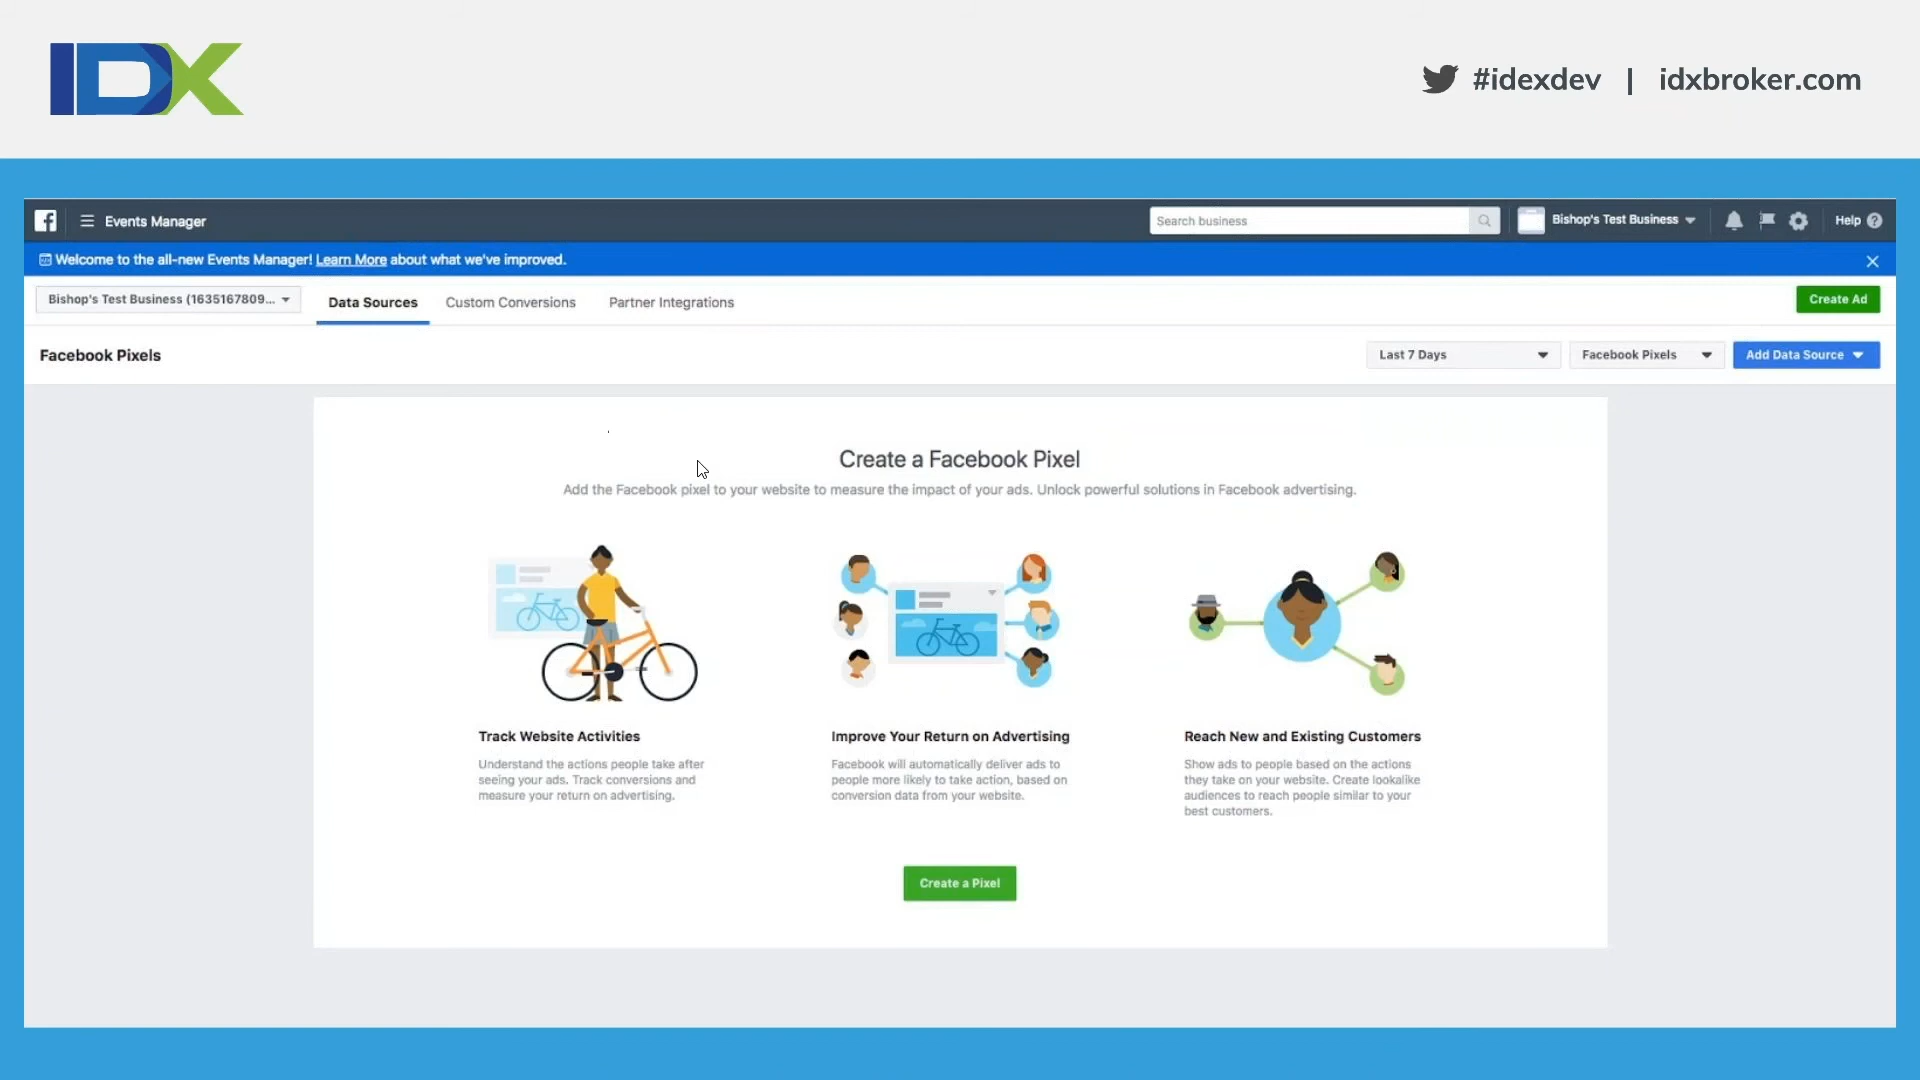 IDX
#idexdev | idxbroker.com
Events Manager
Search business
Bishop's Test Business
Help
Welcome to the all-new Events Manager! Learn More about what we've improved.
Bishop's Test Business (1635167809...
Data Sources
Custom Conversions
Partner Integrations
Create Ad
Facebook Pixels
Last 7 Days
Facebook Pixels
Add Data Source
Create a Facebook Pixel
Add the Facebook pixel to your website to measure the impact of your ads. Unlock powerful solutions in Facebook advertising.
Track Website Activities
Understand the actions people take after
seeing your ads. Track conversions and
measure your return on advertising.
Improve Your Return on Advertising
Facebook will automatically deliver ads to
people more likely to take action, based on
conversion data from your website.
Reach New and Existing Customers
Show ads to people based on the actions
they take on your website. Create lookalike
audiences to reach people similar to your
best customers.
Create a Pixel